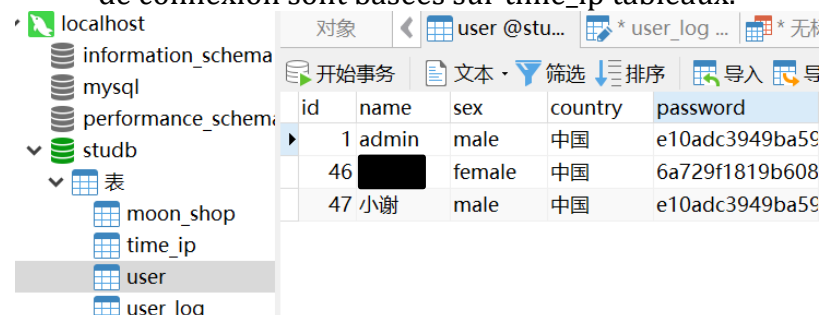 de connexion sont basées sur time_ip tableaux.
localhost
information_schema
mysql
performance_schema
studb
表
moon_shop
time_ip
user
user_log
对象 user @stu... * user_log ... *
开始事务 文本 筛选 排序 导入
id name sex country password
1 admin male 中国 e10adc3949ba59
46 female 中国 6a729f1819b608
47 小谢 male 中国 e10adc3949ba59